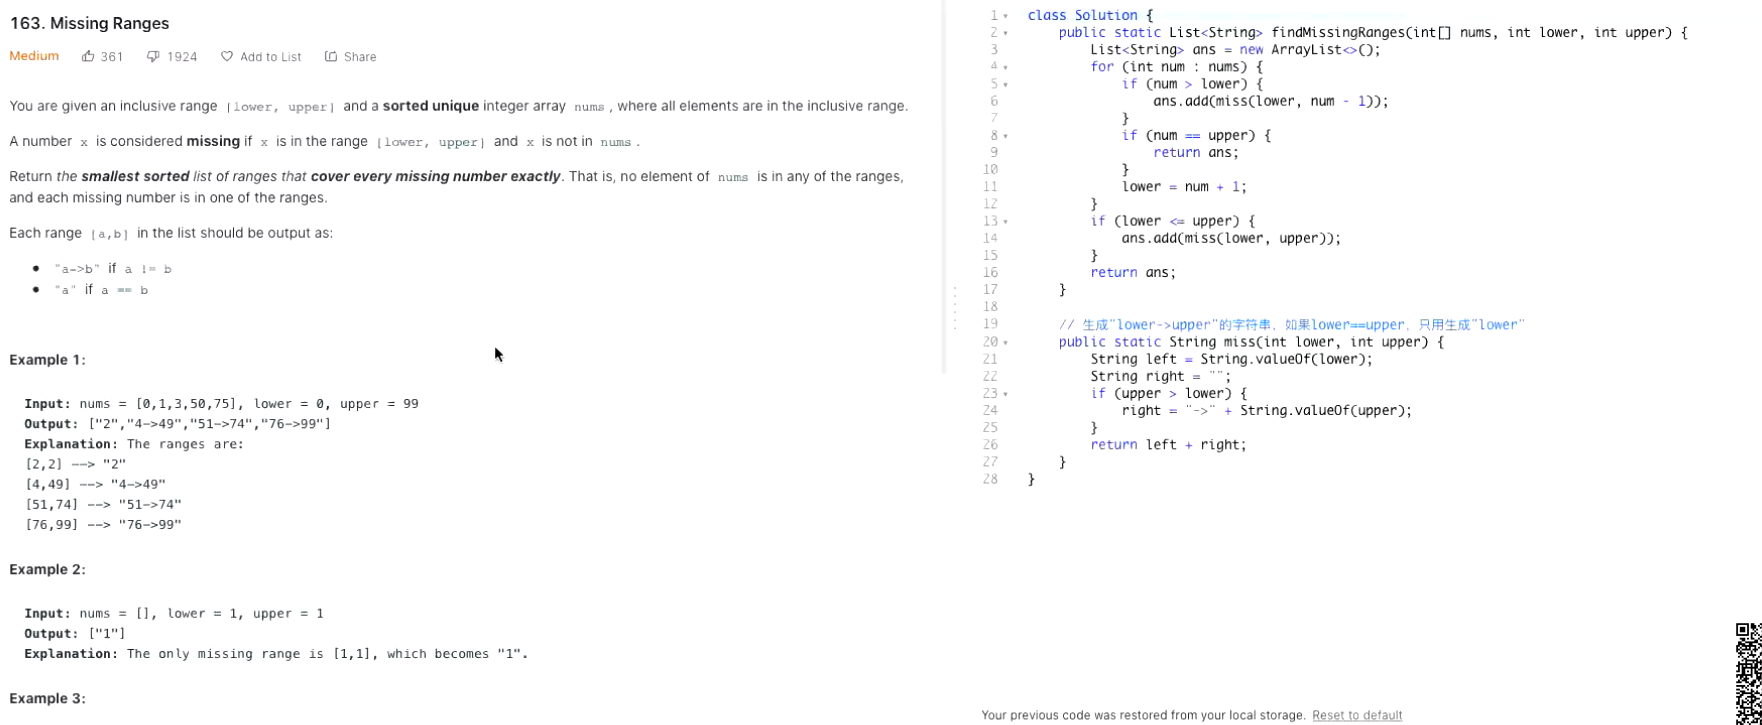 163. Missing Ranges
Medium 361 1924 Add to List Share
You are given an inclusive range [lower, upper] and a sorted unique integer array nums , where all elements are in the inclusive range.
A number x is considered missing if x is in the range [lower, upper] and x is not in nums .
Return the smallest sorted list of ranges that cover every missing number exactly. That is, no element of nums is in any of the ranges,
and each missing number is in one of the ranges.
Each range [a,b] in the list should be output as:
• "a->b" if a != b
• "a" if a == b
Example 1:
Input: nums = [0,1,3,50,75], lower = 0, upper = 99
Output: ["2","4->49","51->74","76->99"]
Explanation: The ranges are:
[2,2] --> "2"
[4,49] --> "4->49"
[51,74] --> "51->74"
[76,99] --> "76->99"
Example 2:
Input: nums = [], lower = 1, upper = 1
Output: ["1"]
Explanation: The only missing range is [1,1], which becomes "1".
Example 3:
1 class Solution {
2 public static List<String> findMissingRanges(int[] nums, int lower, int upper) {
3 List<String> ans = new ArrayList<>();
4 for (int num : nums) {
5 if (num > lower) {
6 ans.add(miss(lower, num - 1));
7 }
8 if (num == upper) {
9 return ans;
10 }
11 lower = num + 1;
12 }
13 if (lower <= upper) {
14 ans.add(miss(lower, upper));
15 }
16 return ans;
17 }
18
19 // 生成"lower->upper"的字符串，如果lower==upper，只用生成"lower"
20 public static String miss(int lower, int upper) {
21 String left = String.valueOf(lower);
22 String right = "";
23 if (upper > lower) {
24 right = "->" + String.valueOf(upper);
25 }
26 return left + right;
27 }
28 }
Your previous code was restored from your local storage. Reset to default